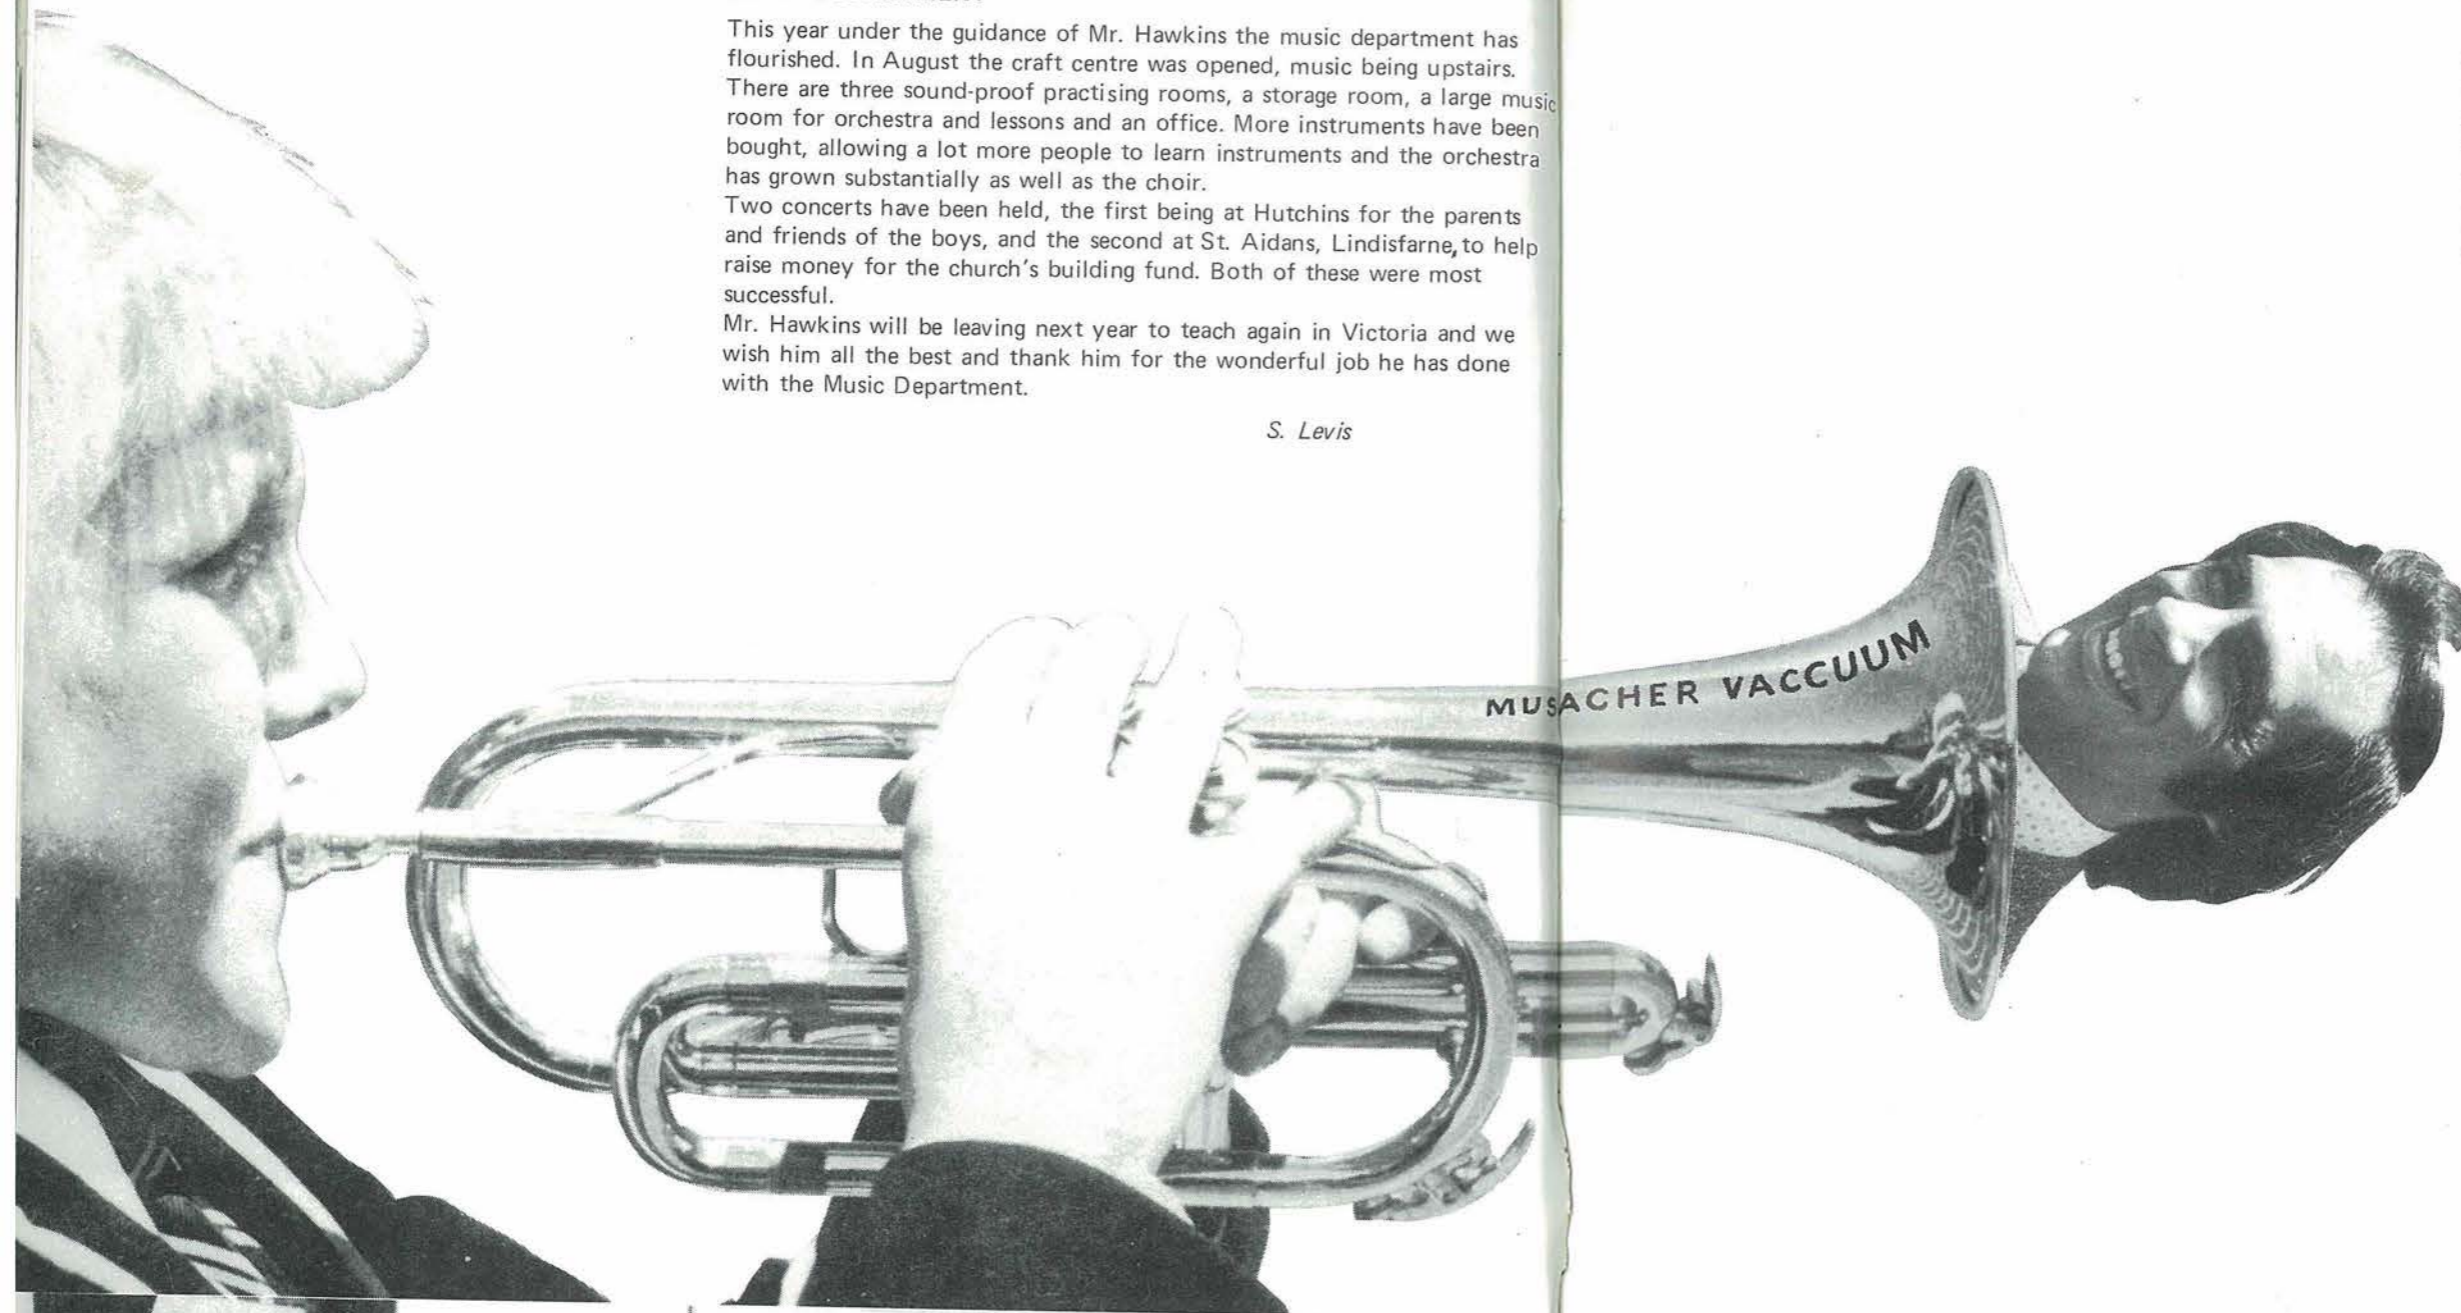 This year under the guidance of Mr. Hawkins the music department has
flourished. In August the craft centre was opened, music being upstairs.
There are three sound-proof practising rooms, a storage room, a large music
room for orchestra and lessons and an office. More instruments have been
bought, allowing a lot more people to learn instruments and the orchestra
has grown substantially as well as the choir.
Two concerts have been held, the first being at Hutchins for the parents
and friends of the boys, and the second at St. Aidans, Lindisfarne, to help
raise money for the church's building fund. Both of these were most
successful.
Mr. Hawkins will be leaving next year to teach again in Victoria and we
wish him all the best and thank him for the wonderful job he has done
with the Music Department.
S. Levis
MUSACHER VACCUUM